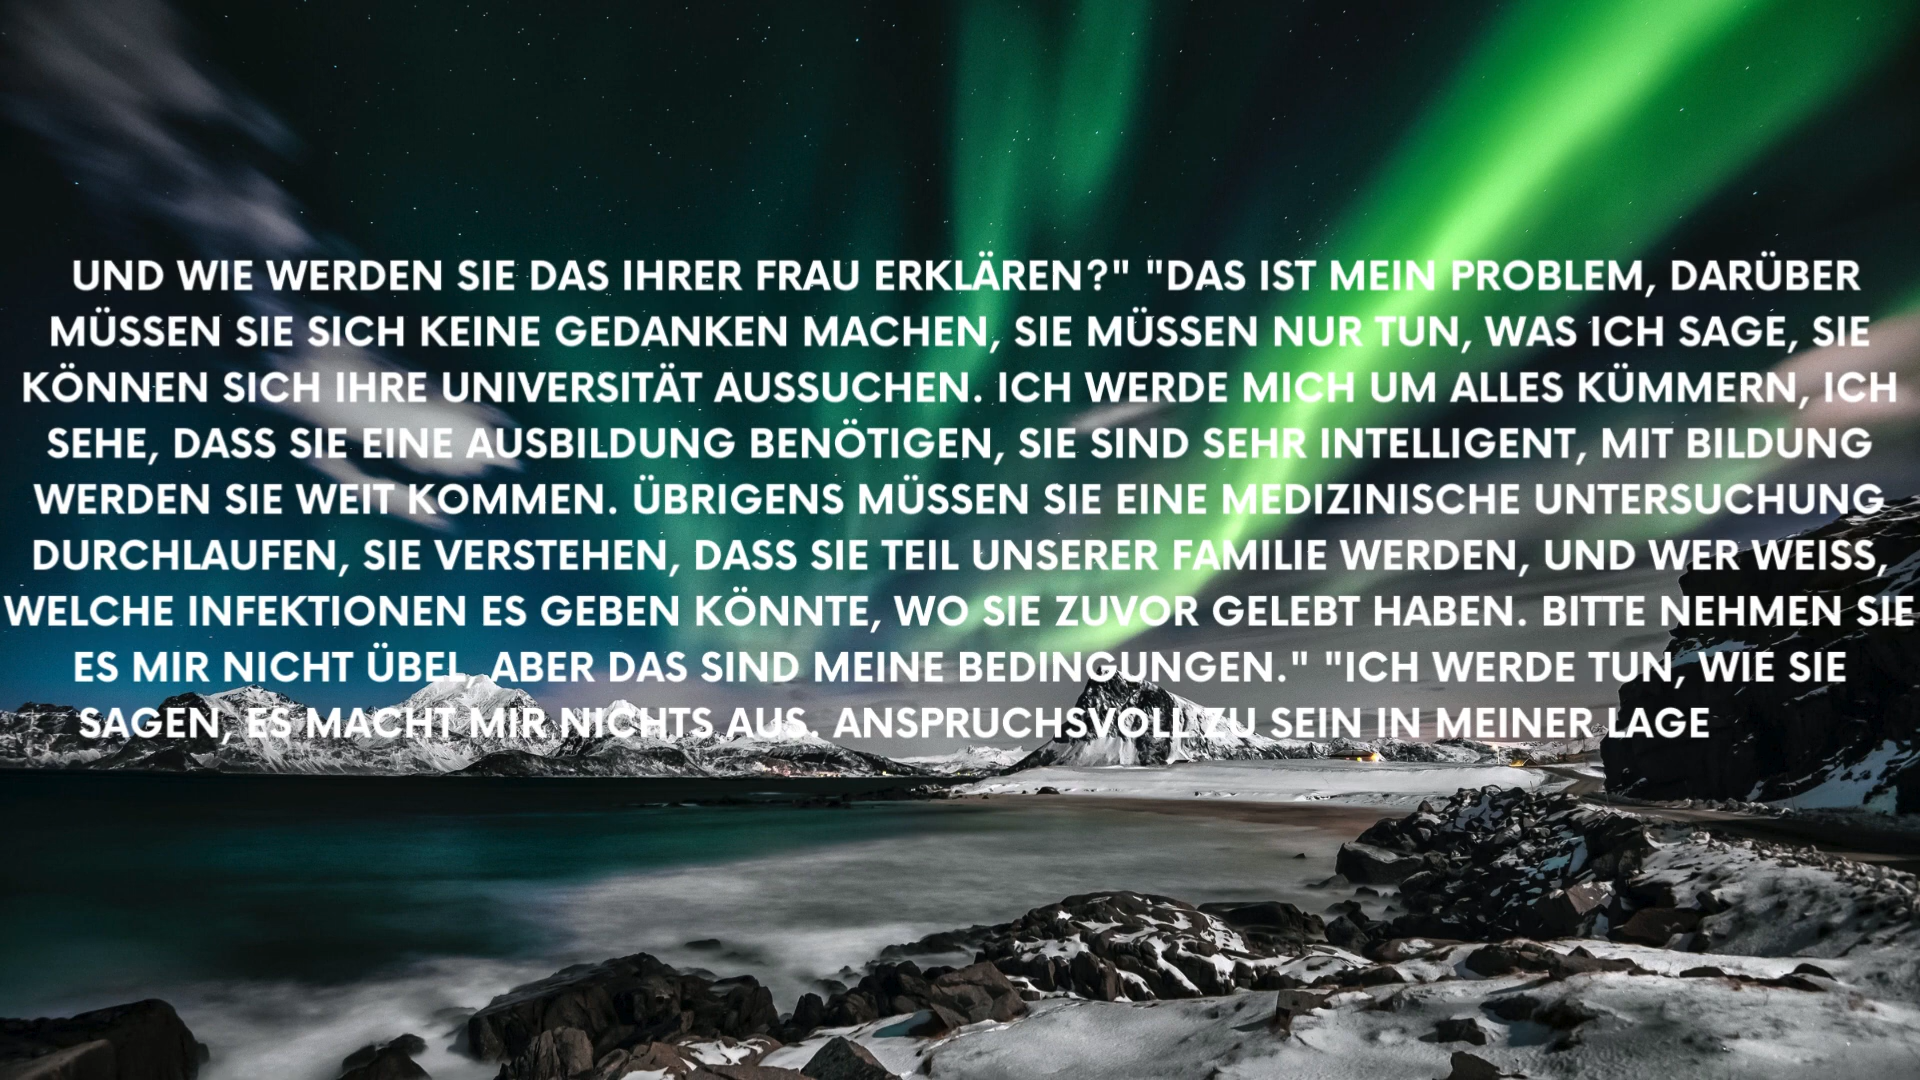 UND WIE WERDEN SIE DAS IHRER FRAU ERKLÄREN?" "DAS IST MEIN PROBLEM, DARÜBER
MÜSSEN SIE SICH KEINE GEDANKEN MACHEN, SIE MÜSSEN NUR TUN, WAS ICH SAGE, SIE
KÖNNEN SICH IHRE UNIVERSITÄT AUSSUCHEN. ICH WERDE MICH UM ALLES KÜMMERN, ICH
SEHE, DASS SIE EINE AUSBILDUNG BENÖTIGEN, SIE SIND SEHR INTELLIGENT, MIT BILDUNG
WERDEN SIE WEIT KOMMEN. ÜBRIGENS MÜSSEN SIE EINE MEDIZINISCHE UNTERSUCHUNG
DURCHLAUFEN, SIE VERSTEHEN, DASS SIE TEIL UNSERER FAMILIE WERDEN, UND WER WEISS,
WELCHE INFEKTIONEN ES GEBEN KÖNNTE, WO SIE ZUVOR GELEBT HABEN. BITTE NEHMEN SIE
ES MIR NICHT ÜBEL, ABER DAS SIND MEINE BEDINGUNGEN." "ICH WERDE TUN, WIE SIE
SAGEN, ES MACHT MIR NICHTS AUS. ANSPRUCHSVOLL ZU SEIN IN MEINER LAGE